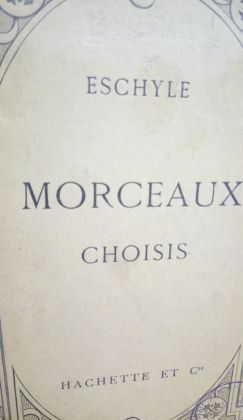 ESCHYLE
MORCEAUX
CHOISIS
HACHETTE ET Cie